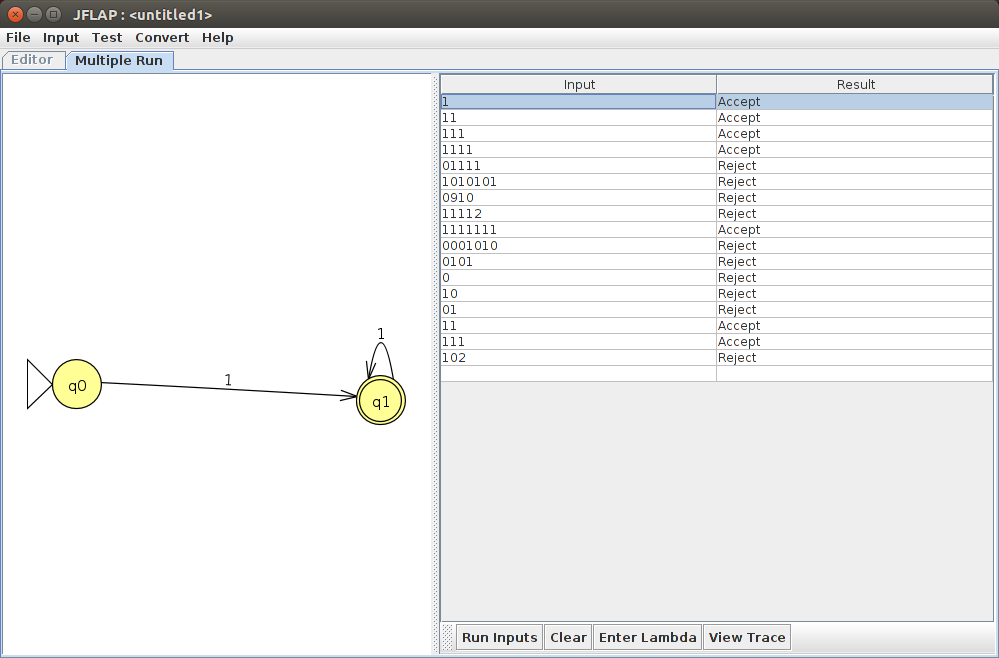 JFLAP : <untitled1>
File Input Test Convert Help
Editor Multiple Run
Input Result
1 Accept
11 Accept
111 Accept
1111 Accept
01111 Reject
1010101 Reject
0910 Reject
11112 Reject
1111111 Accept
0001010 Reject
0101 Reject
0 Reject
10 Reject
01 Reject
11 Accept
111 Accept
102 Reject
1
1
q0
q1
Run Inputs Clear Enter Lambda View Trace